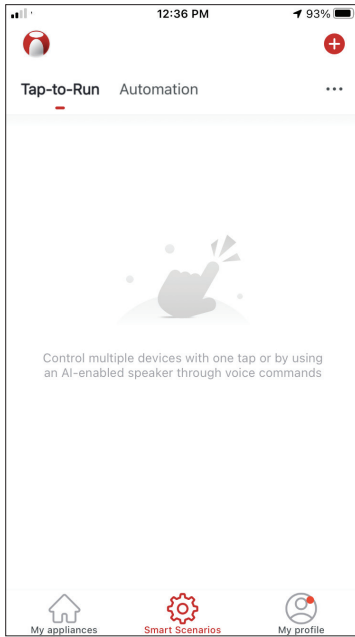 12:36 PM
93%
Tap-to-Run Automation
Control multiple devices with one tap or by using
an AI-enabled speaker through voice commands
My appliances Smart Scenarios My profile